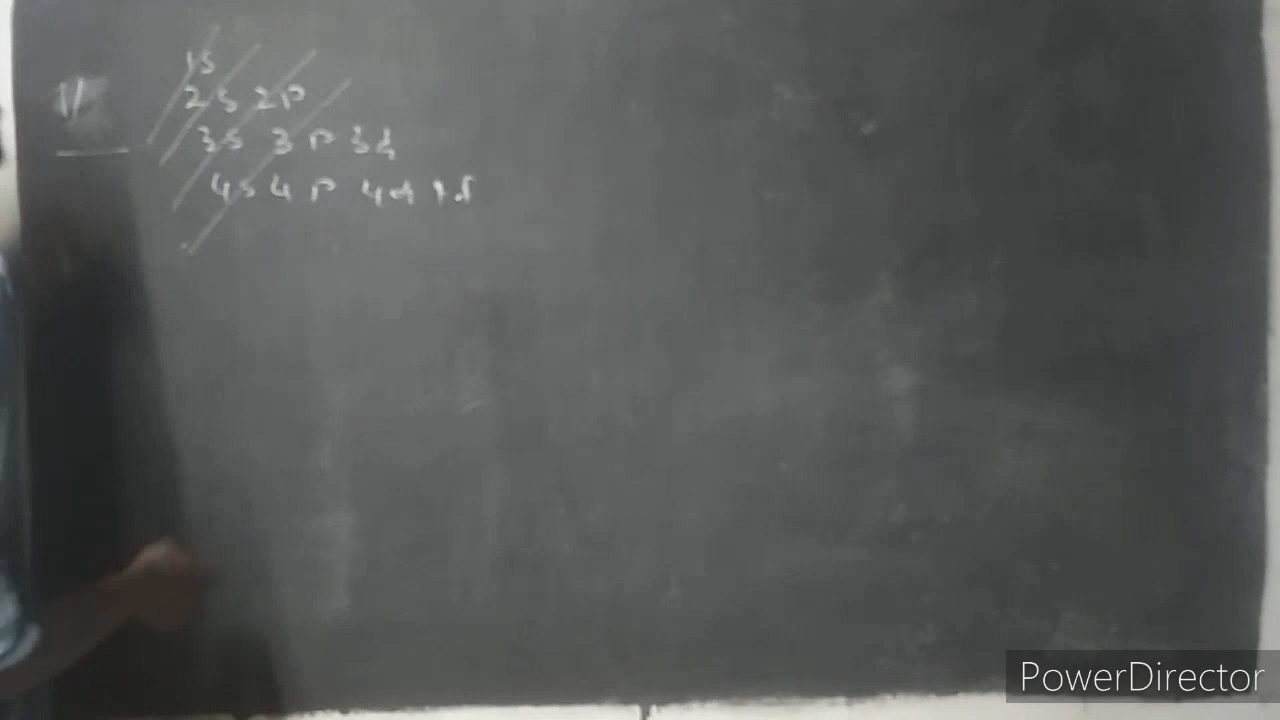 1s
2s 2p
3s 3p 3d
4s 4p 4d 4f
PowerDirector